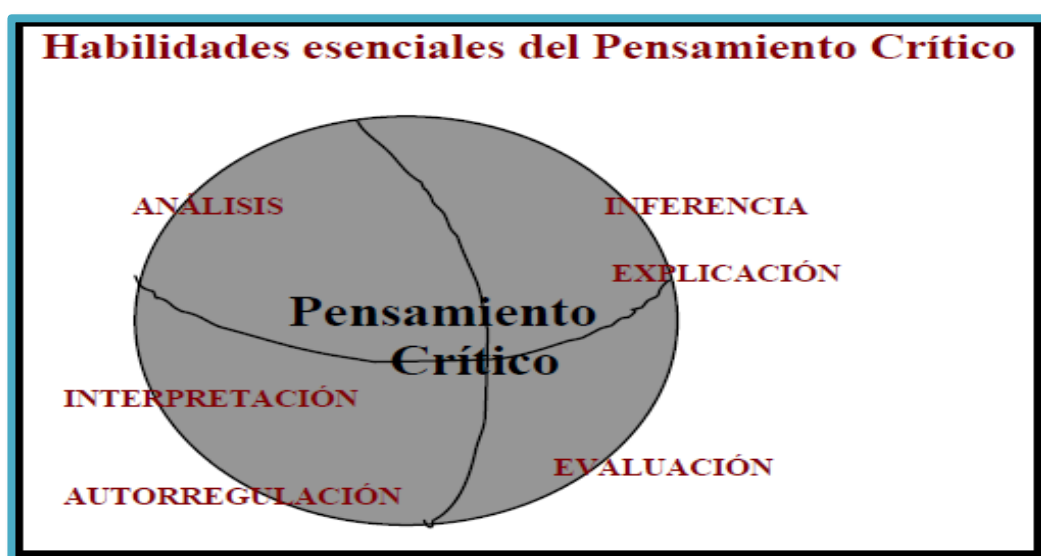 Habilidades esenciales del Pensamiento Crítico
ANÁLISIS
INFERENCIA
EXPLICACIÓN
Pensamiento
Crítico
INTERPRETACIÓN
EVALUACIÓN
AUTORREGULACIÓN